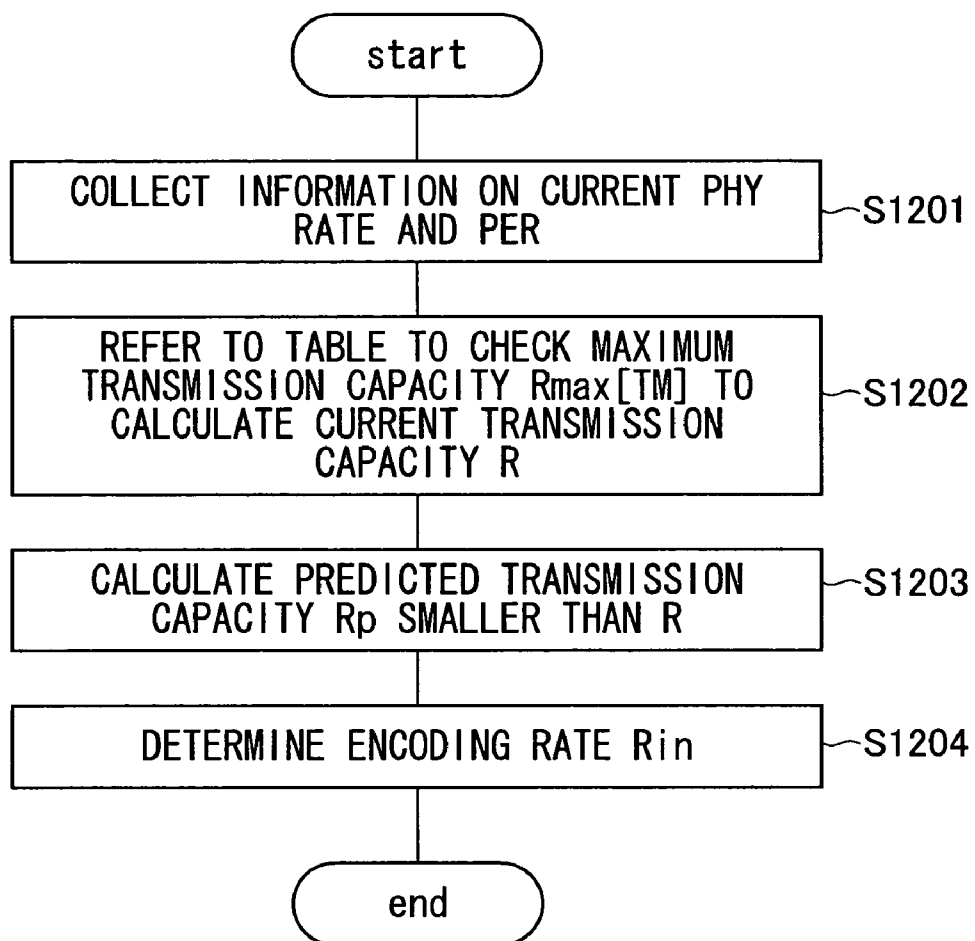 start
COLLECT INFORMATION ON CURRENT PHY
RATE AND PER
S1201
REFER TO TABLE TO CHECK MAXIMUM
TRANSMISSION CAPACITY Rmax[TM] TO
CALCULATE CURRENT TRANSMISSION
CAPACITY R
S1202
CALCULATE PREDICTED TRANSMISSION
CAPACITY Rp SMALLER THAN R
S1203
DETERMINE ENCODING RATE Rin
S1204
end